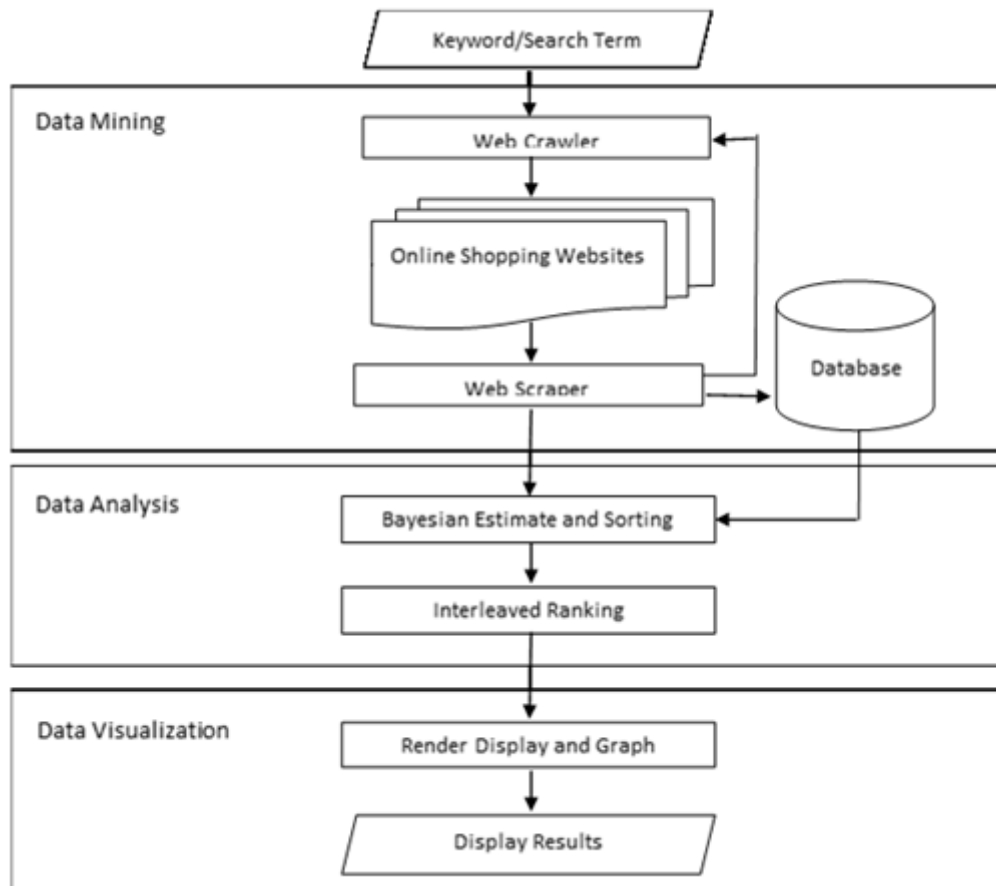 Keyword/Search Term
Data Mining
Web Crawler
Online Shopping Websites
Database
Web Scraper
Data Analysis
Bayesian Estimate and Sorting
Interleaved Ranking
Data Visualization
Render Display and Graph
Display Results